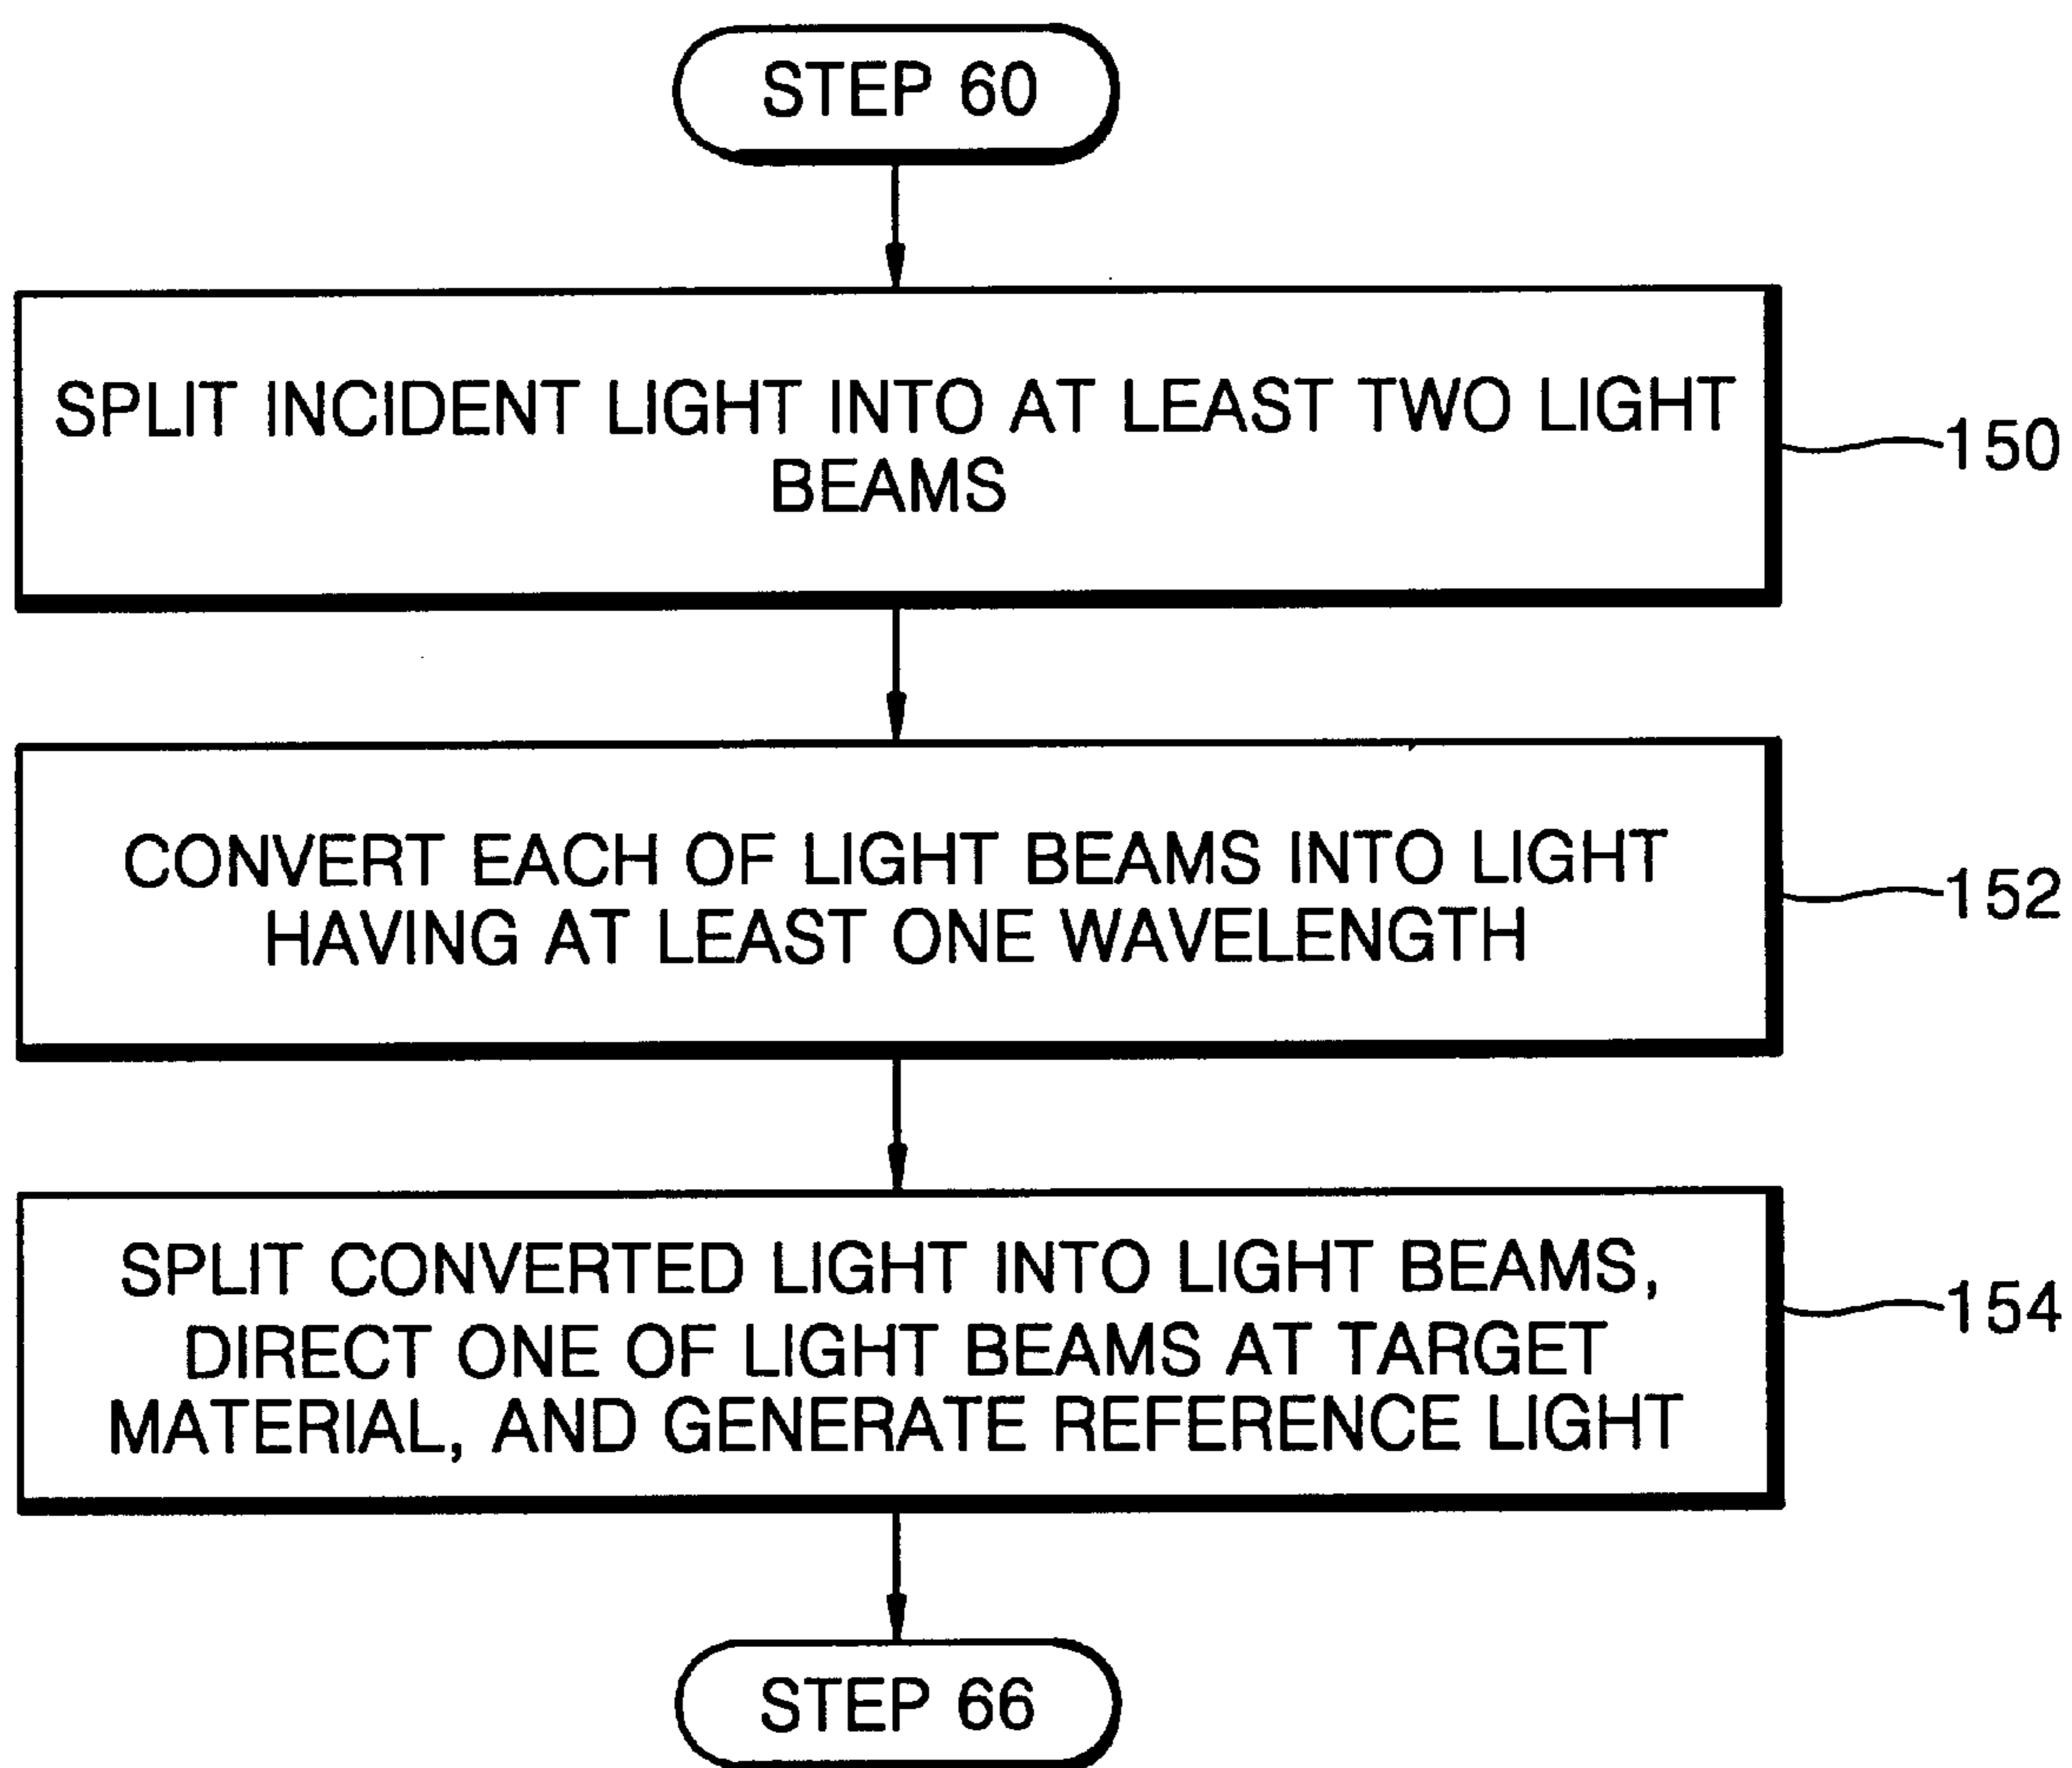 STEP 60
SPLIT INCIDENT LIGHT INTO AT LEAST TWO LIGHT
BEAMS
150
CONVERT EACH OF LIGHT BEAMS INTO LIGHT
HAVING AT LEAST ONE WAVELENGTH
152
SPLIT CONVERTED LIGHT INTO LIGHT BEAMS,
DIRECT ONE OF LIGHT BEAMS AT TARGET
MATERIAL, AND GENERATE REFERENCE LIGHT
154
STEP 66